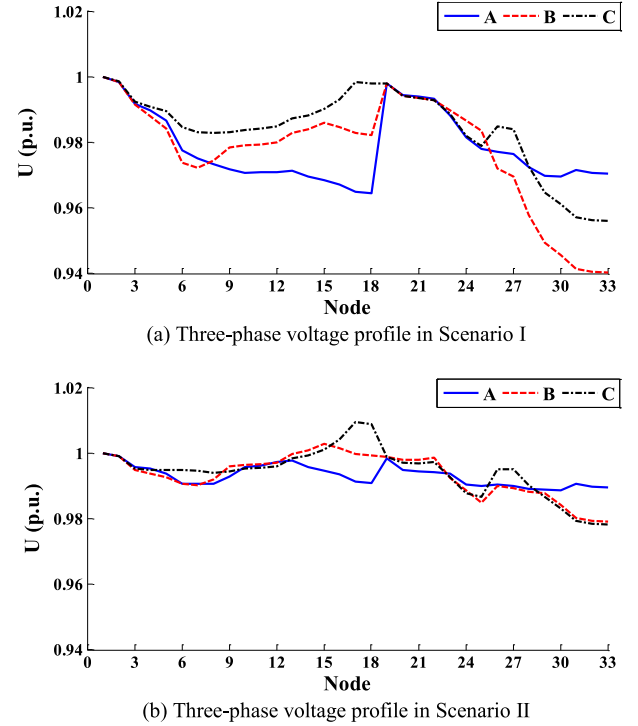 1.02
A B C
1
0.98
0.96
0.94
U (p.u.)
0 3 6 9 12 15 18 21 24 27 30 33
Node
(a) Three-phase voltage profile in Scenario I
1.02
A B C
1
0.98
0.96
0.94
U (p.u.)
0 3 6 9 12 15 18 21 24 27 30 33
Node
(b) Three-phase voltage profile in Scenario II